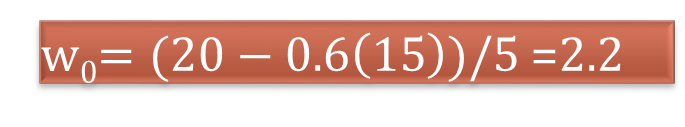 w₀= (20 − 0.6(15))/5 =2.2